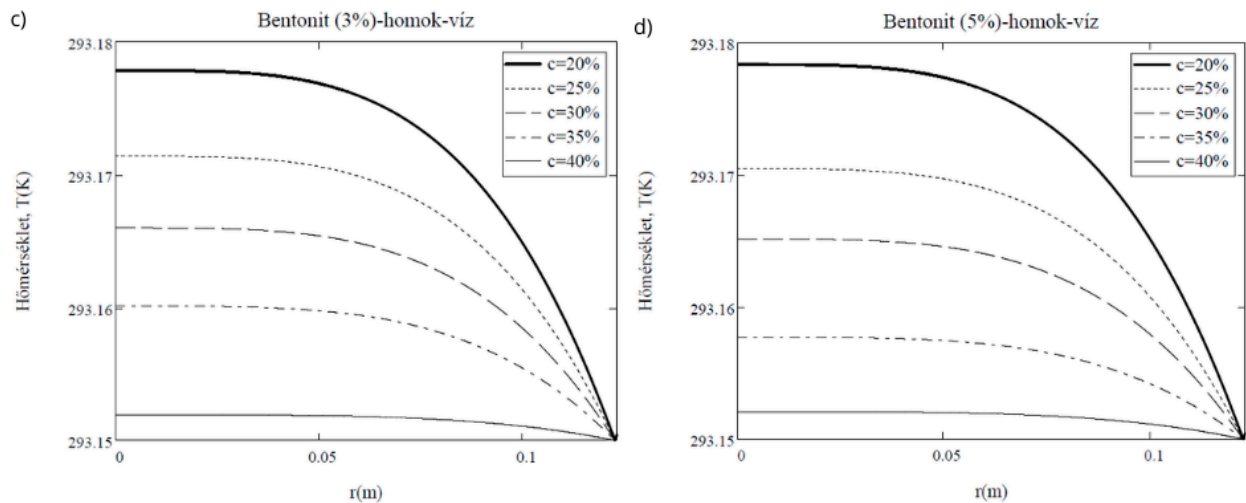 c)
Bentonit (3%)-homok-víz
293.18
293.17
293.16
293.15
0
0.05
0.1
Hőmérséklet, T(K)
r(m)
c=20%
c=25%
c=30%
c=35%
c=40%
d)
Bentonit (5%)-homok-víz
293.18
293.17
293.16
293.15
0
0.05
0.1
Hőmérséklet, T(K)
r(m)
c=20%
c=25%
c=30%
c=35%
c=40%